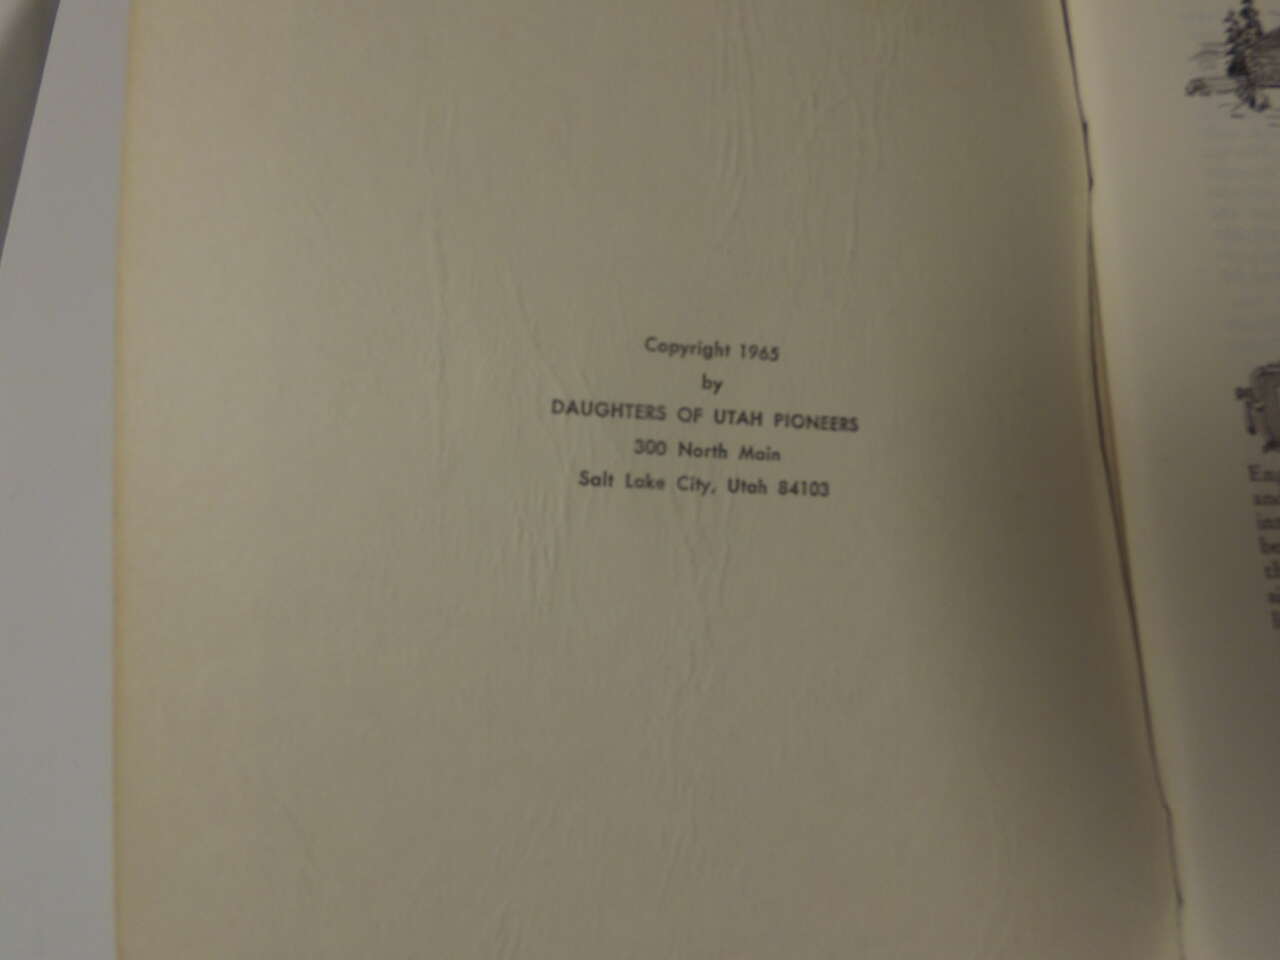 Copyright 1965
by
DAUGHTERS OF UTAH PIONEERS
300 North Main
Salt Lake City, Utah 84103